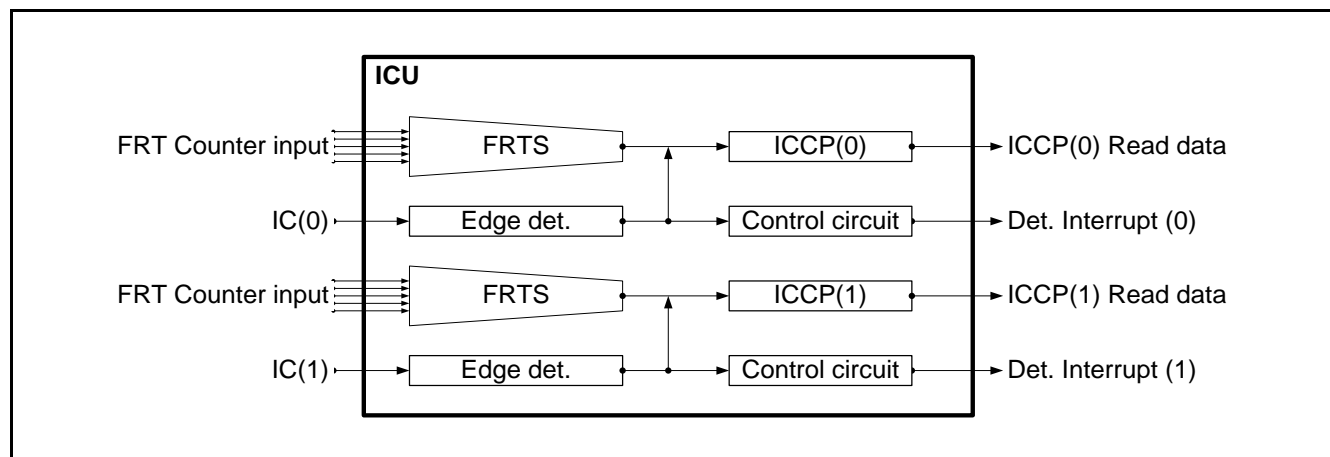 ICU
FRT Counter input FRTS ICCP(0) ICCP(0) Read data
IC(0) Edge det. Control circuit Det. Interrupt (0)
FRT Counter input FRTS ICCP(1) ICCP(1) Read data
IC(1) Edge det. Control circuit Det. Interrupt (1)